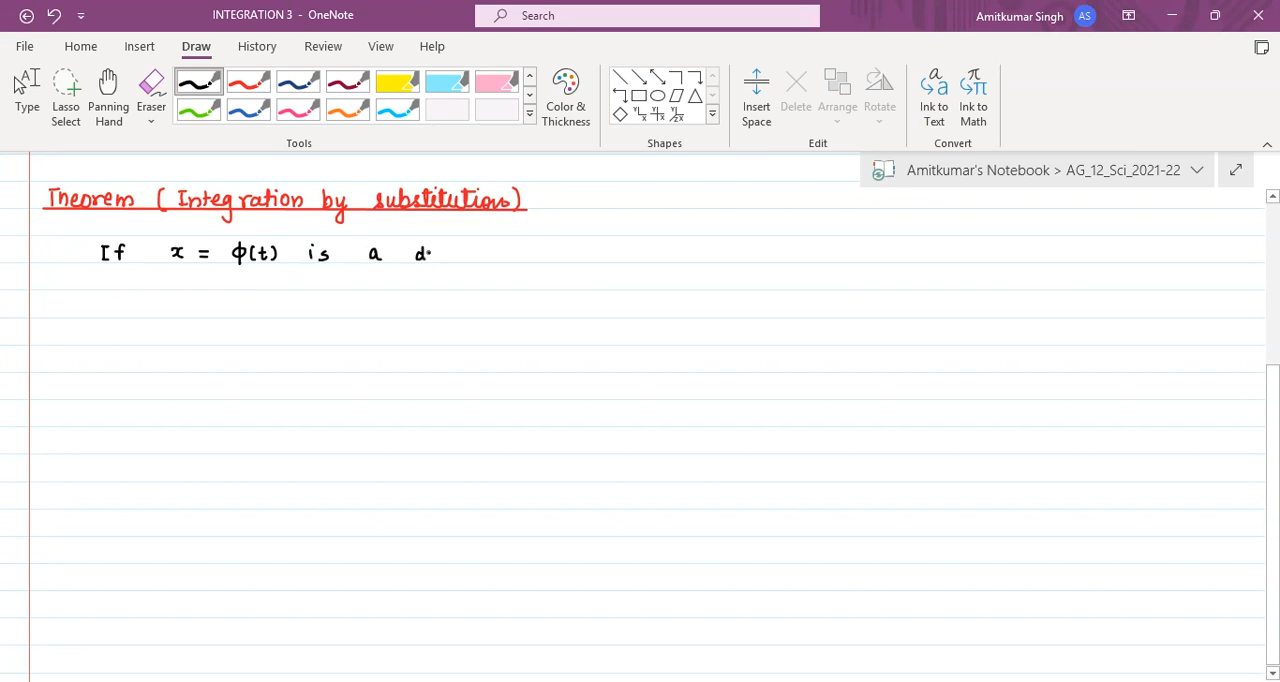 INTEGRATION 3 - OneNote
Search
Amitkumar Singh AS
File Home Insert Draw History Review View Help
Type Lasso Select Panning Hand Eraser Color & Thickness Insert Space Delete Arrange Rotate Ink to Text Ink to Math
Tools Shapes Edit Convert
Amitkumar's Notebook > AG_12_Sci_2021-22
Theorem (Integration by substitution)
If x = φ(t) is a d